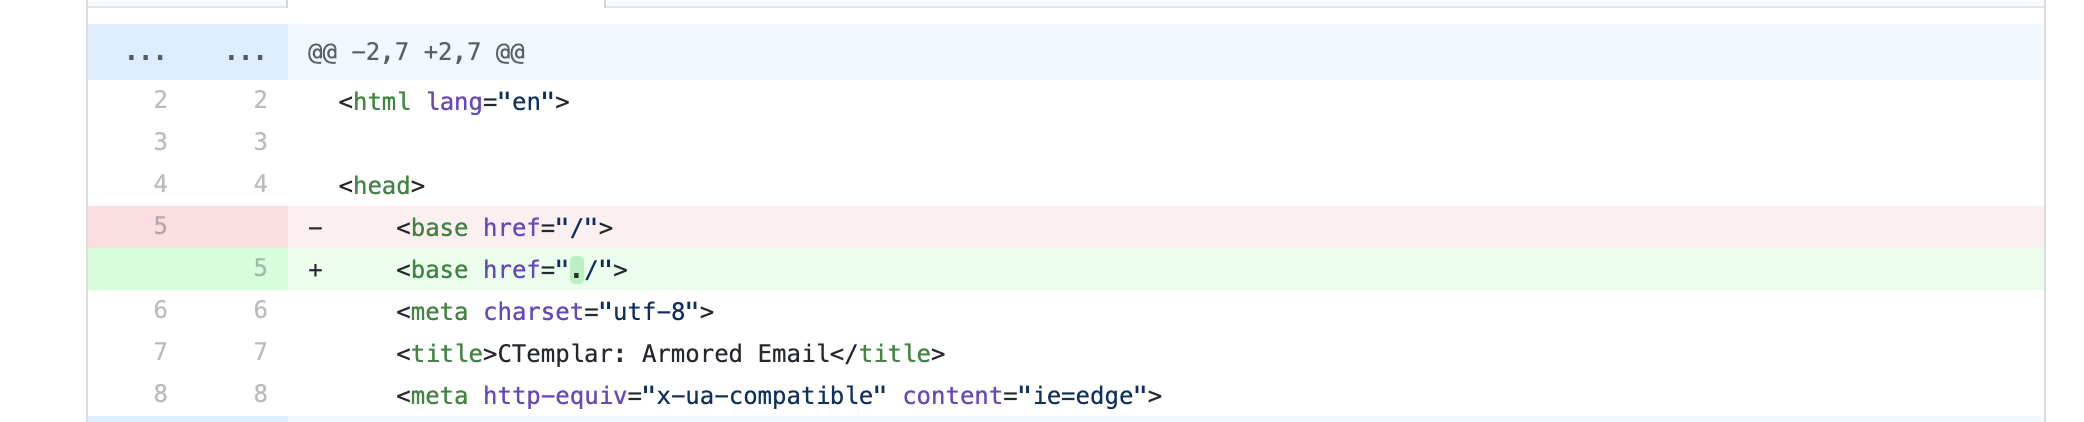 ... ... @@ -2,7 +2,7 @@
2 2 <html lang="en">
3 3
4 4 <head>
5 - <base href="/">
5 + <base href="./">
6 6 <meta charset="utf-8">
7 7 <title>CTemplar: Armored Email</title>
8 8 <meta http-equiv="x-ua-compatible" content="ie=edge">